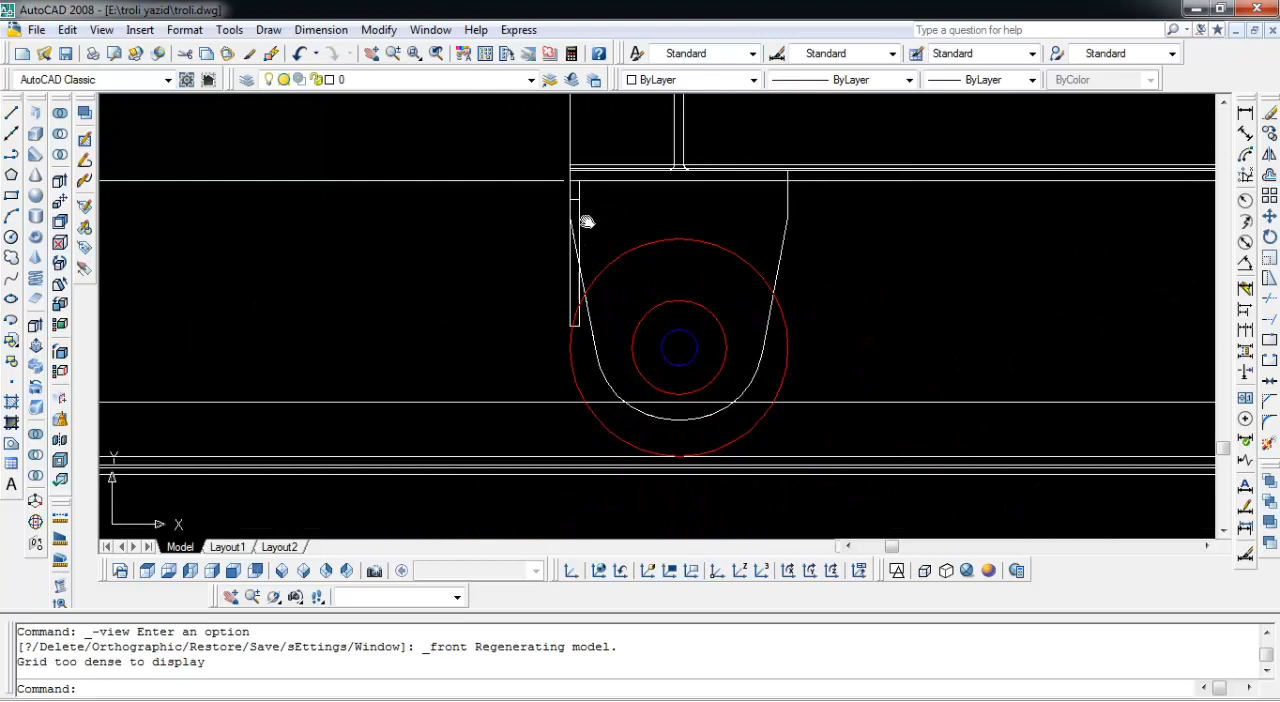 AutoCAD 2008 - [E:\troli yazid\troli.dwg]
File Edit View Insert Format Tools Draw Dimension Modify Window Help Express
Type a question for help
Standard Standard Standard Standard
AutoCAD Classic 0 ByLayer ByLayer ByLayer ByColor
Y
X
Model Layout1 Layout2
Command: _-view Enter an option
[?/Delete/Orthographic/Restore/Save/sEttings/Window]: _front Regenerating model.
Grid too dense to display
Command: